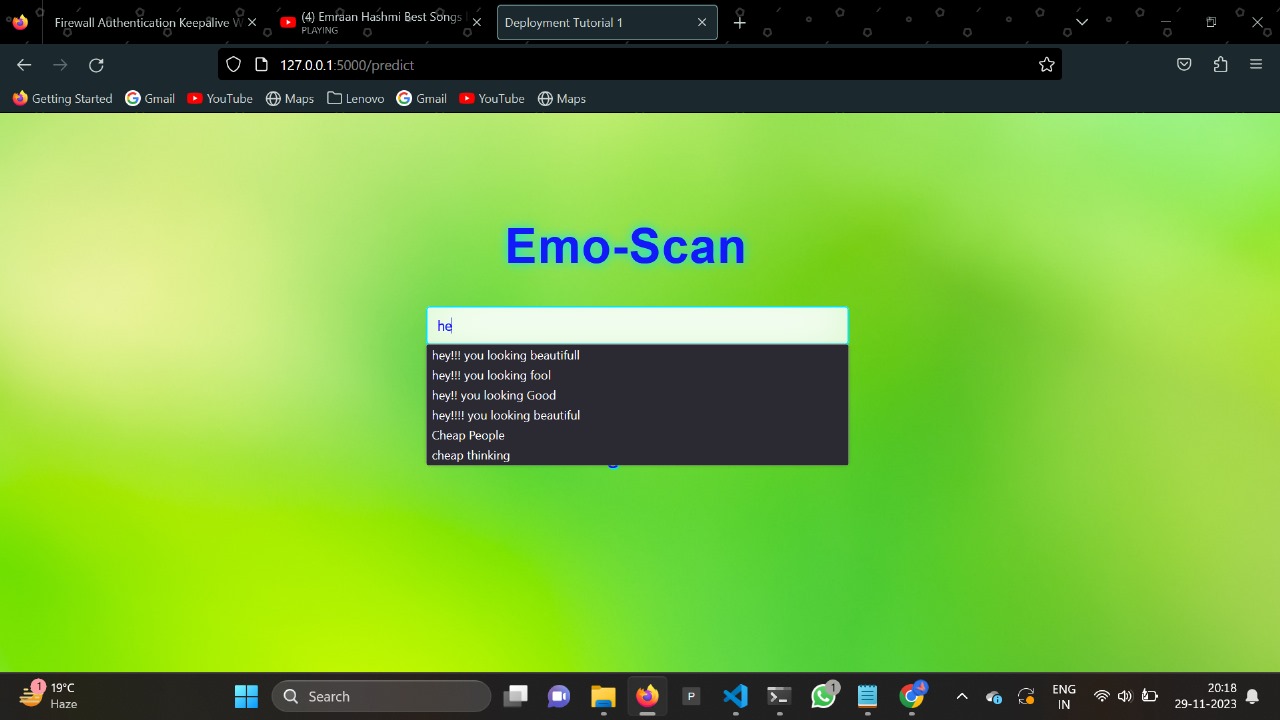 Firewall Authentication Keepalive W
(4) Emraan Hashmi Best Songs
PLAYING
Deployment Tutorial 1
127.0.0.1:5000/predict
Getting Started
Gmail
YouTube
Maps
Lenovo
Gmail
YouTube
Maps
Emo-Scan
he
hey!!! you looking beautifull
hey!!! you looking fool
hey!! you looking Good
hey!!!! you looking beautiful
Cheap People
cheap thinking
1
19°C
Haze
Search
P
1
4
ENG
IN
20:18
29-11-2023